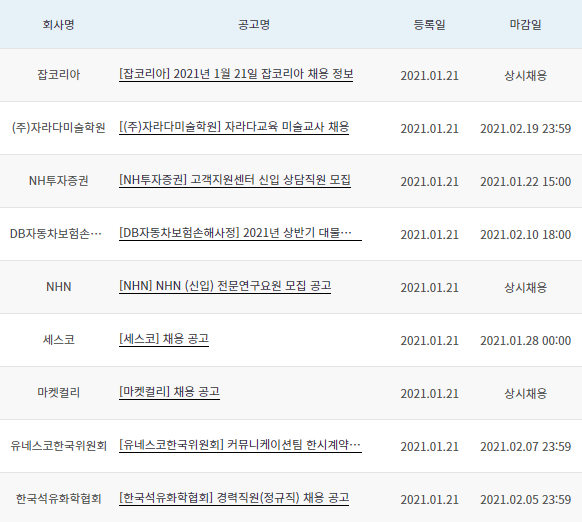 회사명 공고명 등록일 마감일
잡코리아 [잡코리아] 2021년 1월 21일 잡코리아 채용 정보 2021.01.21 상시채용
(주)자라다미술학원 [(주)자라다미술학원] 자라다교육 미술교사 채용 2021.01.21 2021.02.19 23:59
NH투자증권 [NH투자증권] 고객지원센터 신입 상담직원 모집 2021.01.21 2021.01.22 15:00
DB자동차보험손··· [DB자동차보험손해사정] 2021년 상반기 대물··· 2021.01.21 2021.02.10 18:00
NHN [NHN] NHN (신입) 전문연구요원 모집 공고 2021.01.21 상시채용
세스코 [세스코] 채용 공고 2021.01.21 2021.01.28 00:00
마켓컬리 [마켓컬리] 채용 공고 2021.01.21 상시채용
유네스코한국위원회 [유네스코한국위원회] 커뮤니케이션팀 한시계약··· 2021.01.21 2021.02.07 23:59
한국석유화학협회 [한국석유화학협회] 경력직원(정규직) 채용 공고 2021.01.21 2021.02.05 23:59